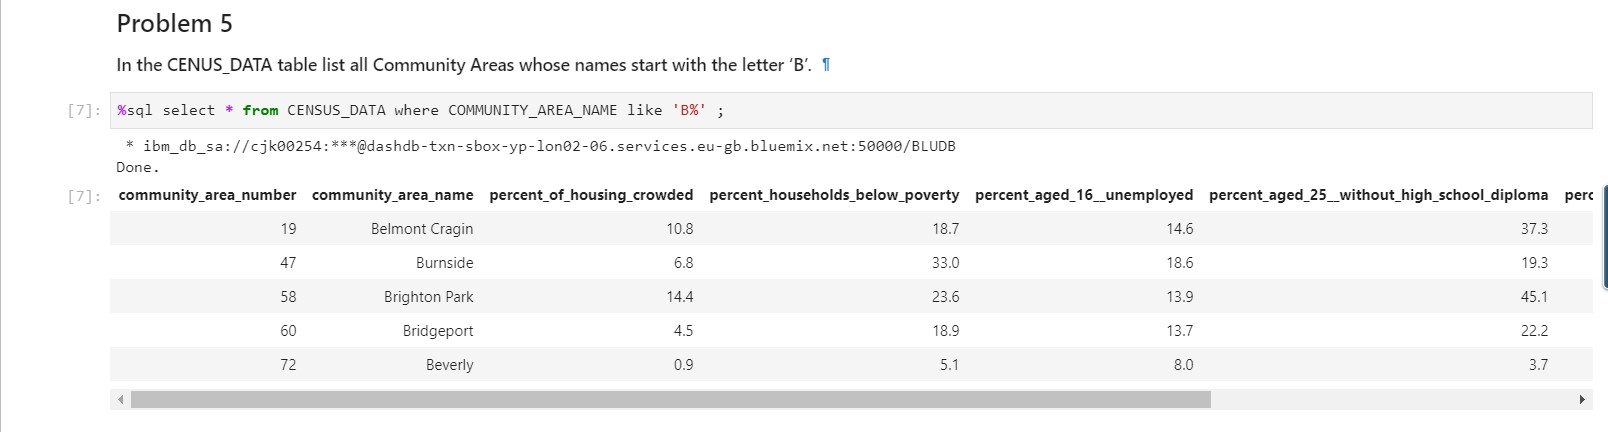 Problem 5
In the CENUS_DATA table list all Community Areas whose names start with the letter ‘B’. ¶
[7]: %sql select * from CENSUS_DATA where COMMUNITY_AREA_NAME like 'B%' ;
* ibm_db_sa://cjk00254:***@dashdb-txn-sbox-yp-lon02-06.services.eu-gb.bluemix.net:50000/BLUDB
Done.
[7]: community_area_number community_area_name percent_of_housing_crowded percent_households_below_poverty percent_aged_16__unemployed percent_aged_25__without_high_school_diploma perc
19 Belmont Cragin 10.8 18.7 14.6 37.3
47 Burnside 6.8 33.0 18.6 19.3
58 Brighton Park 14.4 23.6 13.9 45.1
60 Bridgeport 4.5 18.9 13.7 22.2
72 Beverly 0.9 5.1 8.0 3.7